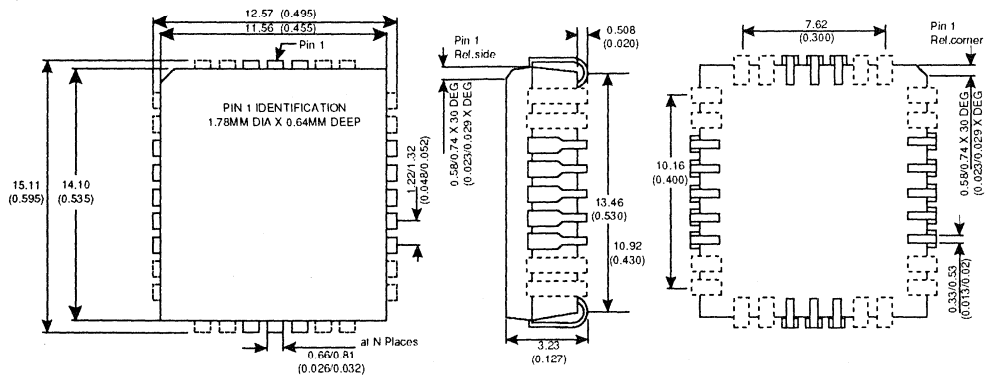 12.57 (0.495)
11.56 (0.455)
Pin 1
PIN 1 IDENTIFICATION
1.78MM DIA X 0.64MM DEEP
15.11
(0.595)
14.10
(0.535)
1.22/1.32
(0.048/0.052)
at N Places
0.66/0.81
(0.026/0.032)
Pin 1
Ref.side
0.508
(0.020)
0.58/0.74 X 30 DEG
(0.023/0.029 X DEG
13.46
(0.530)
10.92
(0.430)
3.23
(0.127)
7.62
(0.300)
Pin 1
Ref.corner
0.58/0.74 X 30 DEG
(0.023/0.029 X DEG
10.16
(0.400)
0.33/0.53
(0.013/0.02)